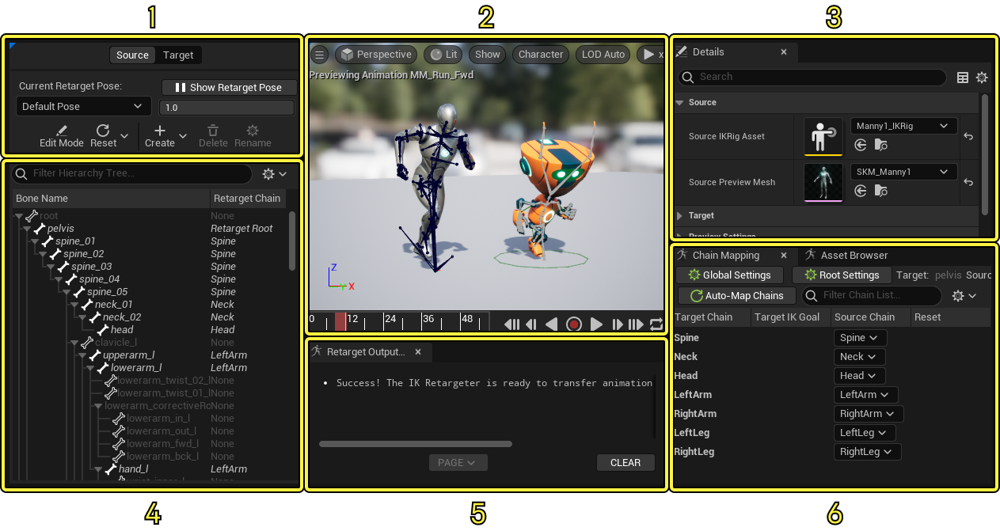 1
2
3
Source Target
Current Retarget Pose:
Show Retarget Pose
Default Pose
1.0
Edit Mode Reset Create Delete Rename
Perspective Lit Show Character LOD Auto x
Previewing Animation MM_Run_Fwd
Z
Y X
0 12 24 36 48
Details
Search
Source
Source IKRig Asset
Manny1_IKRig
Source Preview Mesh
SKM_Manny1
Target
Preview Settings
Filter Hierarchy Tree...
Bone Name Retarget Chain
root None
pelvis Retarget Root
spine_01 Spine
spine_02 Spine
spine_03 Spine
spine_04 Spine
spine_05 Spine
neck_01 Neck
neck_02 Neck
head Head
clavicle_l None
upperarm_l LeftArm
lowerarm_l LeftArm
lowerarm_twist_02_l None
lowerarm_twist_01_l None
lowerarm_correctiveRo None
lowerarm_in_l None
lowerarm_out_l None
lowerarm_fwd_l None
lowerarm_bck_l None
hand_l LeftArm
Retarget Output...
• Success! The IK Retargeter is ready to transfer animation
PAGE
CLEAR
Chain Mapping Asset Browser
Global Settings Root Settings Target: pelvis Sourc
Auto-Map Chains Filter Chain List...
Target Chain Target IK Goal Source Chain Reset
Spine Spine
Neck Neck
Head Head
LeftArm LeftArm
RightArm RightArm
LeftLeg LeftLeg
RightLeg RightLeg
4
5
6